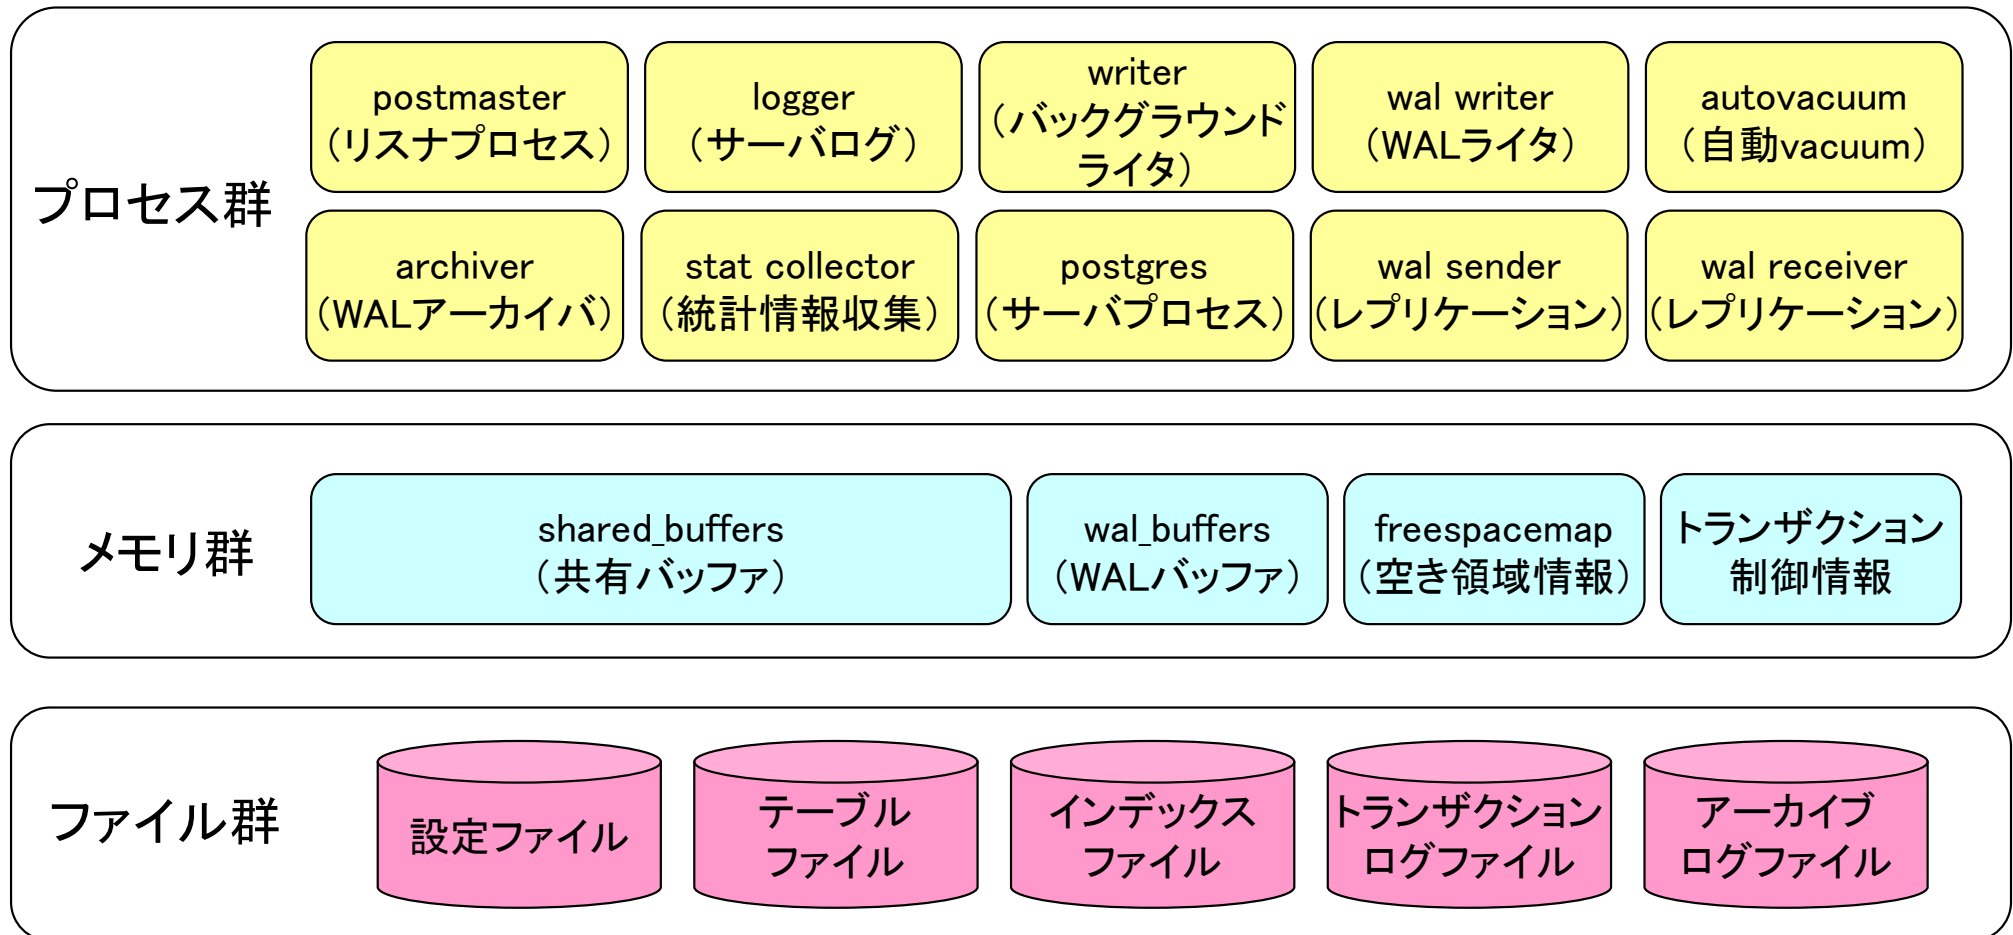 プロセス群
postmaster
（リスナプロセス）
logger
（サーバログ）
writer
（バックグラウンド
ライタ）
wal writer
（WALライタ）
autovacuum
（自動vacuum）
archiver
（WALアーカイバ）
stat collector
（統計情報収集）
postgres
（サーバプロセス）
wal sender
（レプリケーション）
wal receiver
（レプリケーション）
メモリ群
shared_buffers
（共有バッファ）
wal_buffers
（WALバッファ）
freespacemap
（空き領域情報）
トランザクション
制御情報
ファイル群
設定ファイル
テーブル
ファイル
インデックス
ファイル
トランザクション
ログファイル
アーカイブ
ログファイル